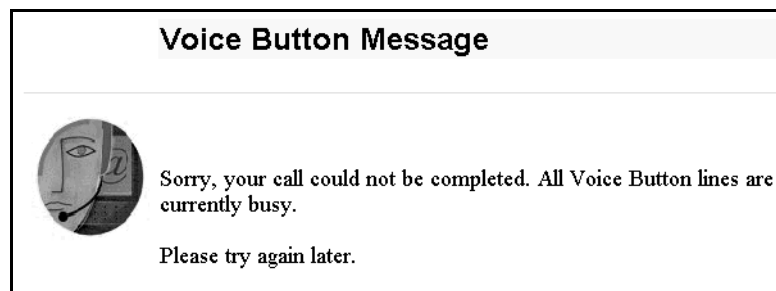 Voice Button Message
@
Sorry, your call could not be completed. All Voice Button lines are
currently busy.
Please try again later.